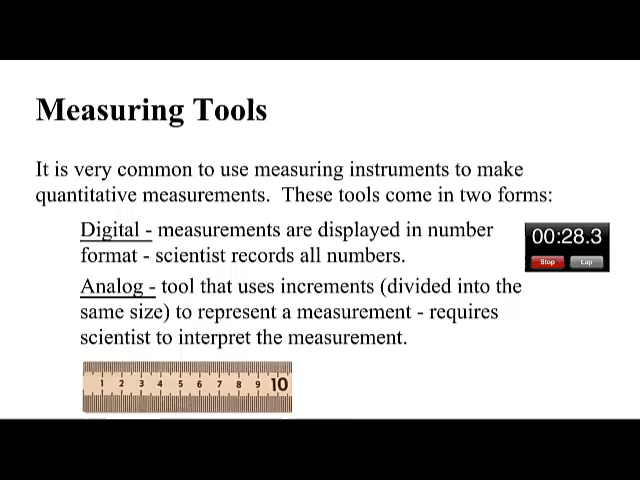 Measuring Tools
It is very common to use measuring instruments to make
quantitative measurements. These tools come in two forms:
Digital - measurements are displayed in number
format - scientist records all numbers.
00:28.3
Stop Lap
Analog - tool that uses increments (divided into the
same size) to represent a measurement - requires
scientist to interpret the measurement.
1 2 3 4 5 6 7 8 9 10